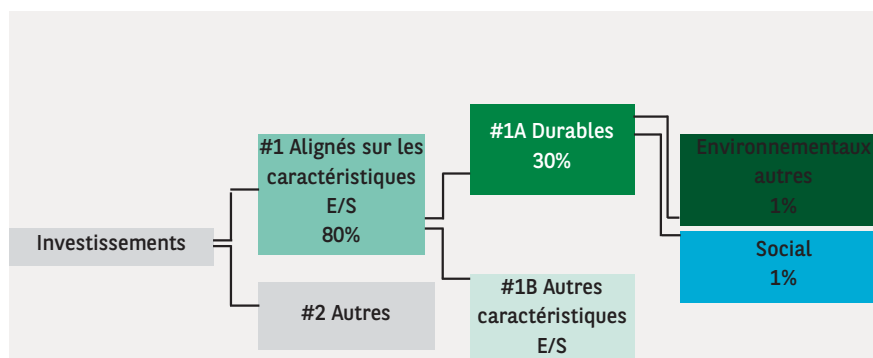 Investissements
#1 Alignés sur les
caractéristiques
E/S
80%
#2 Autres
#1A Durables
30%
#1B Autres
caractéristiques
E/S
Environnementaux
autres
1%
Social
1%